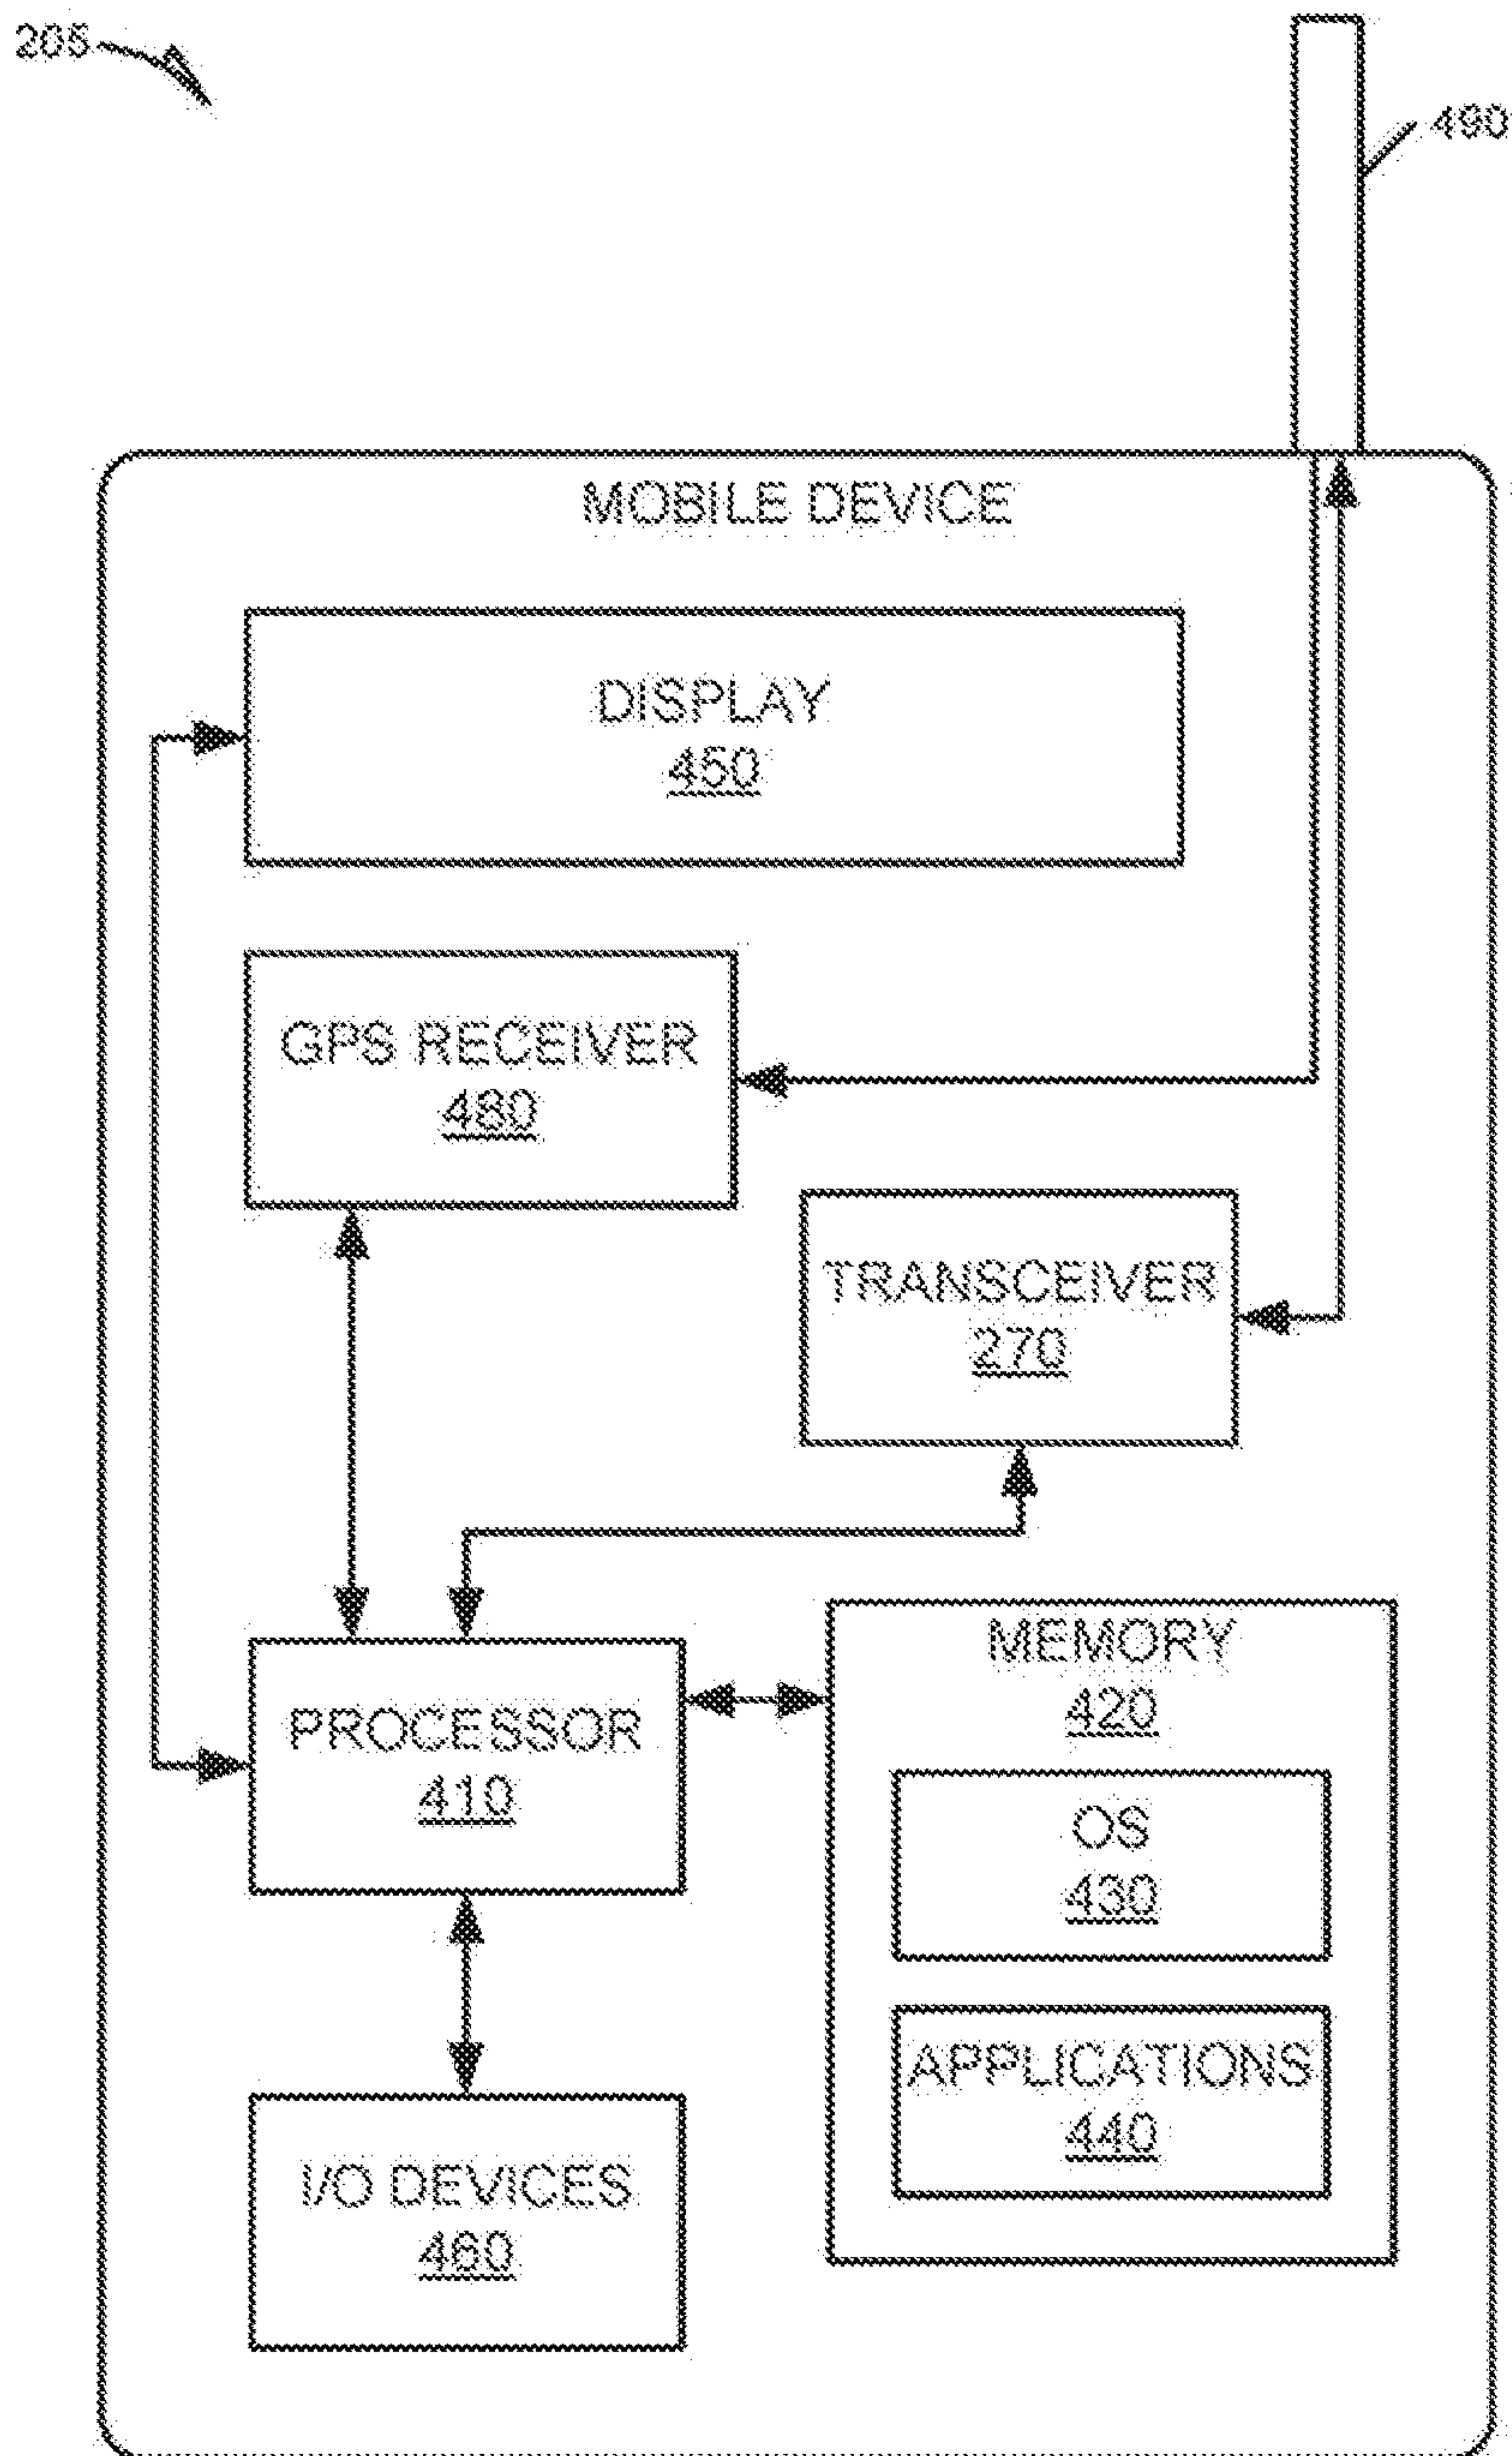 205
490
MOBILE DEVICE
DISPLAY
450
GPS RECEIVER
480
TRANSCEIVER
270
PROCESSOR
410
MEMORY
420
OS
430
APPLICATIONS
440
I/O DEVICES
460